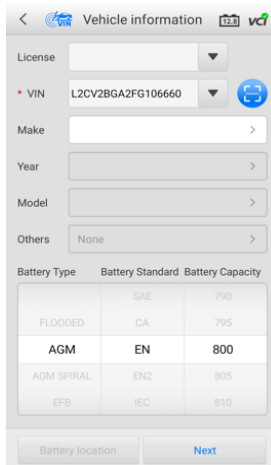 VIN Vehicle information 12.8 vci
License
* VIN L2CV2BGA2FG106660
Make
Year
Model
Others None
Battery Type Battery Standard Battery Capacity
SAE 790
FLOODED CA 795
AGM EN 800
AGM SPIRAL EN2 805
EFB IEC 810
Battery location Next